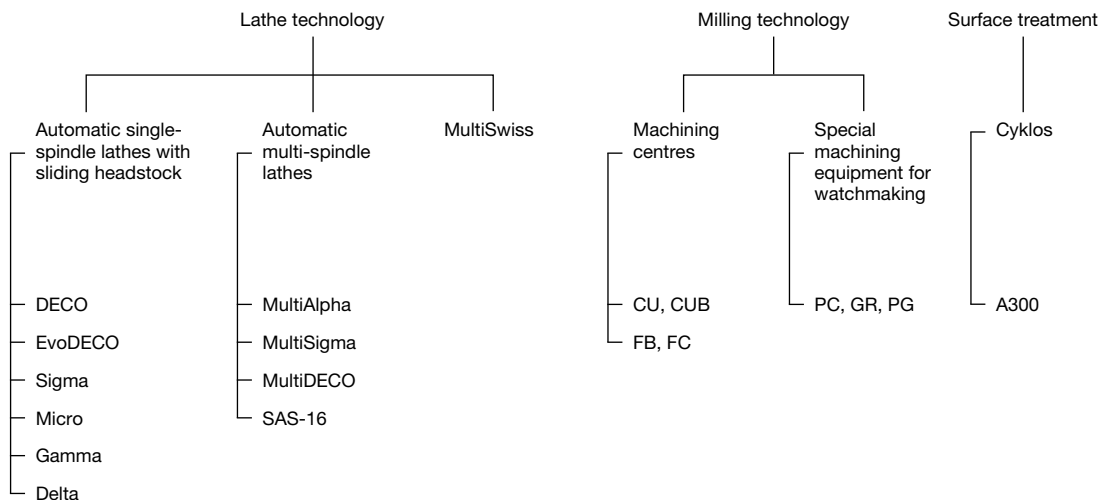 Lathe technology
Milling technology
Surface treatment
Automatic single-
spindle lathes with
sliding headstock
Automatic
multi-spindle
lathes
MultiSwiss
Machining
centres
Special
machining
equipment for
watchmaking
Cyklos
DECO
EvoDECO
Sigma
Micro
Gamma
Delta
MultiAlpha
MultiSigma
MultiDECO
SAS-16
CU, CUB
FB, FC
PC, GR, PG
A300